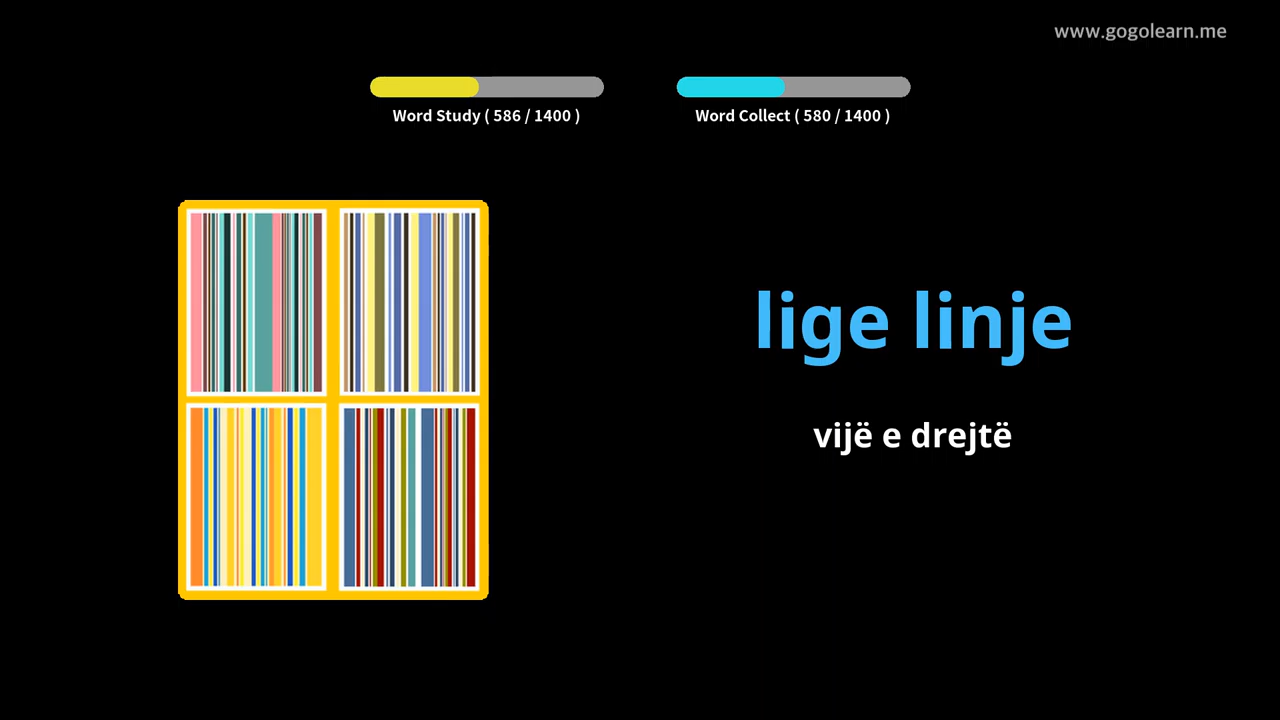 www.gogolearn.me
Word Study ( 586 / 1400 )
Word Collect ( 580 / 1400 )
lige linje
vijë e drejtë